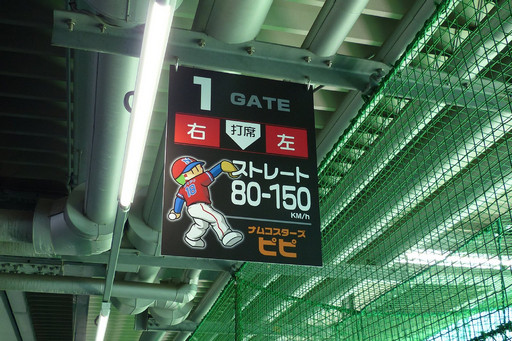 1 GATE
右 打席 左
ストレート
80-150
KM/h
ナムコスターズ
ピピ
18